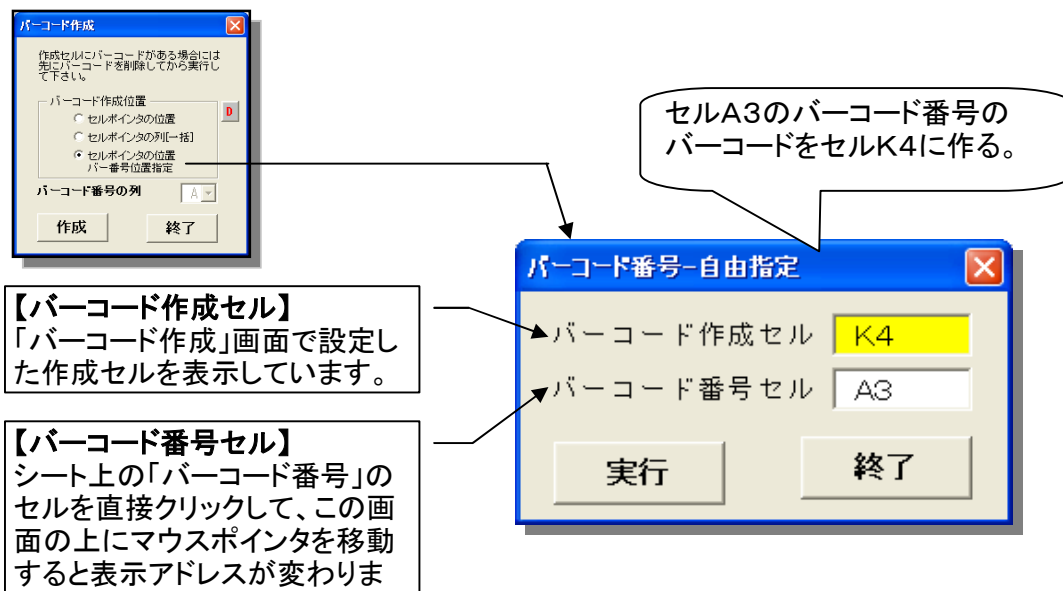 バーコード作成
作成セルにバーコードがある場合には
先にバーコードを削除してから実行し
て下さい。
バーコード作成位置
セルポインタの位置
D
セルポインタの列[一括]
セルポインタの位置
バー番号位置指定
バーコード番号の列
A
作成
終了
セルA3のバーコード番号の
バーコードをセルK4に作る。
バーコード番号-自由指定
バーコード作成セル
K4
バーコード番号セル
A3
実行
終了
【バーコード作成セル】
「バーコード作成」画面で設定し
た作成セルを表示しています。
【バーコード番号セル】
シート上の「バーコード番号」の
セルを直接クリックして、この画
面の上にマウスポインタを移動
すると表示アドレスが変わりま